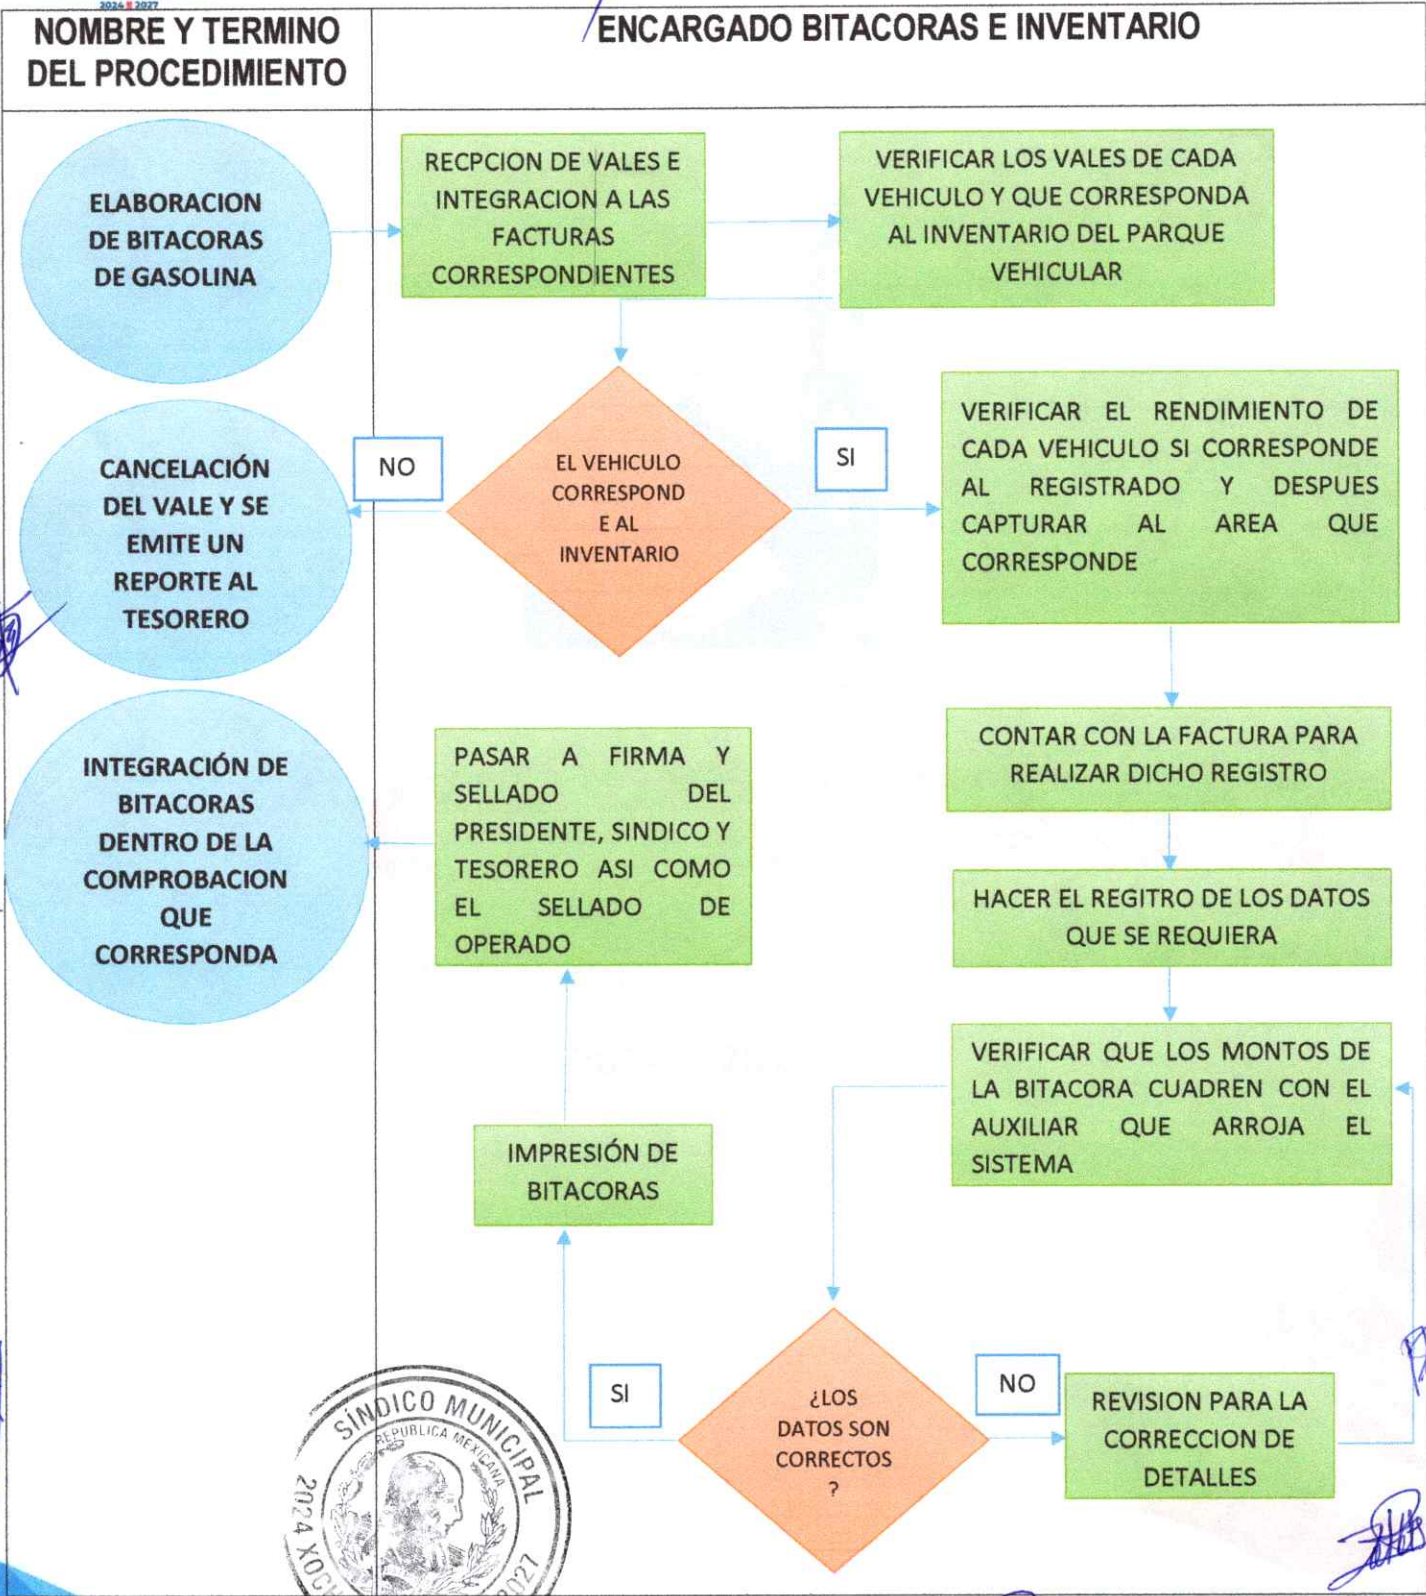 2024 2027
NOMBRE Y TERMINO
DEL PROCEDIMIENTO
ENCARGADO BITACORAS E INVENTARIO
ELABORACION
DE BITACORAS
DE GASOLINA
RECPCION DE VALES E
INTEGRACION A LAS
FACTURAS
CORRESPONDIENTES
VERIFICAR LOS VALES DE CADA
VEHICULO Y QUE CORRESPONDA
AL INVENTARIO DEL PARQUE
VEHICULAR
CANCELACIÓN
DEL VALE Y SE
EMITE UN
REPORTE AL
TESORERO
NO
EL VEHICULO
CORRESPOND
E AL
INVENTARIO
SI
VERIFICAR EL RENDIMIENTO DE
CADA VEHICULO SI CORRESPONDE
AL REGISTRADO Y DESPUES
CAPTURAR AL AREA QUE
CORRESPONDE
CONTAR CON LA FACTURA PARA
REALIZAR DICHO REGISTRO
INTEGRACIÓN DE
BITACORAS
DENTRO DE LA
COMPROBACION
QUE
CORRESPONDA
PASAR A FIRMA Y
SELLADO DEL
PRESIDENTE, SINDICO Y
TESORERO ASI COMO
EL SELLADO DE
OPERADO
HACER EL REGITRO DE LOS DATOS
QUE SE REQUIERA
VERIFICAR QUE LOS MONTOS DE
LA BITACORA CUADREN CON EL
AUXILIAR QUE ARROJA EL
SISTEMA
IMPRESIÓN DE
BITACORAS
SI
¿LOS
DATOS SON
CORRECTOS
?
NO
REVISION PARA LA
CORRECCION DE
DETALLES
SÍNDICO MUNICIPAL
REPUBLICA MEXICANA
2024
2027